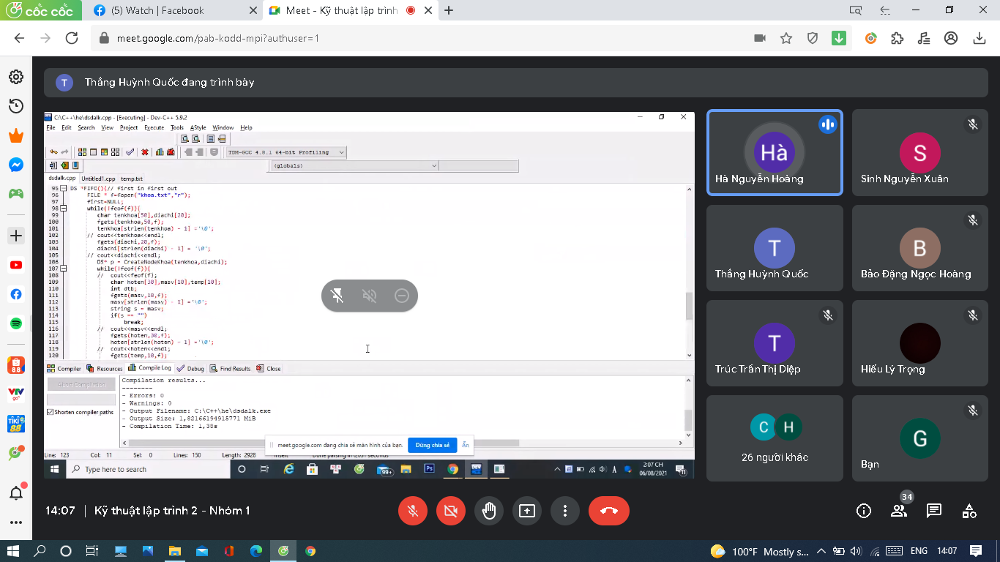 cốc cốc
(5) Watch | Facebook
Meet - Kỹ thuật lập trình
meet.google.com/pab-kodd-mpi?authuser=1
T
Thắng Huỳnh Quốc đang trình bày
C:\C++\he\dsdalk.cpp - [Executing] - Dev-C++ 5.9.2
File Edit Search View Project Execute Tools AStyle Window Help
TDM-GCC 4.8.1 64-bit Profiling
(globals)
dsdalk.cpp Untitled1.cpp temp.txt
95 DS *FIFO(){// first in first out
96 FILE * f=fopen("khoa.txt","r");
97 first=NULL;
98 while(!feof(f)){
99 char tenkhoa[50],diachi[20];
100 fgets(tenkhoa,50,f);
101 tenkhoa[strlen(tenkhoa) - 1] ='\0';
102 // cout<<tenkhoa<<endl;
103 fgets(diachi,20,f);
104 diachi[strlen(diachi) - 1] = '\0';
105 // cout<<diachi<<endl;
106 DS* p = CreateNodeKhoa(tenkhoa,diachi);
107 while(!feof(f)){
108 // cout<<feof(f);
109 char hoten[30],masv[10],temp[10];
110 int dtb;
111 fgets(masv,10,f);
112 masv[strlen(masv) - 1] ='\0';
113 string s = masv;
114 if(s == "")
115 break;
116 // cout<<masv<<endl;
117 fgets(hoten,30,f);
118 hoten[strlen(hoten) - 1] ='\0';
119 // cout<<hoten<<endl;
120 fgets(temp,10,f);
Compiler Resources Compile Log Debug Find Results Close
Abort Compilation
Shorten compiler paths
Compilation results...
--------
- Errors: 0
- Warnings: 0
- Output Filename: C:\C++\he\dsdalk.exe
- Output Size: 1,82166194915771 MiB
- Compilation Time: 1,38s
meet.google.com đang chia sẻ màn hình của bạn. Dừng chia sẻ Ẩn
Line: 123 Col: 11 Sel: 0 Lines: 150 Length: 2928 Insert Done parsing in 0,031 seconds
Type here to search
99+
Ps
2:07 CH
06/08/2021
11
Hà
Hà Nguyễn Hoàng
S
Sinh Nguyễn Xuân
T
Thắng Huỳnh Quốc
B
Bảo Đặng Ngọc Hoàng
T
Trúc Trần Thị Diệp
Hiếu Lý Trọng
C H
26 người khác
G
Bạn
8.8
VTV
go
TIKI
88
14:07 | Kỹ thuật lập trình 2 - Nhóm 1
34
100°F Mostly s...
ENG
14:07